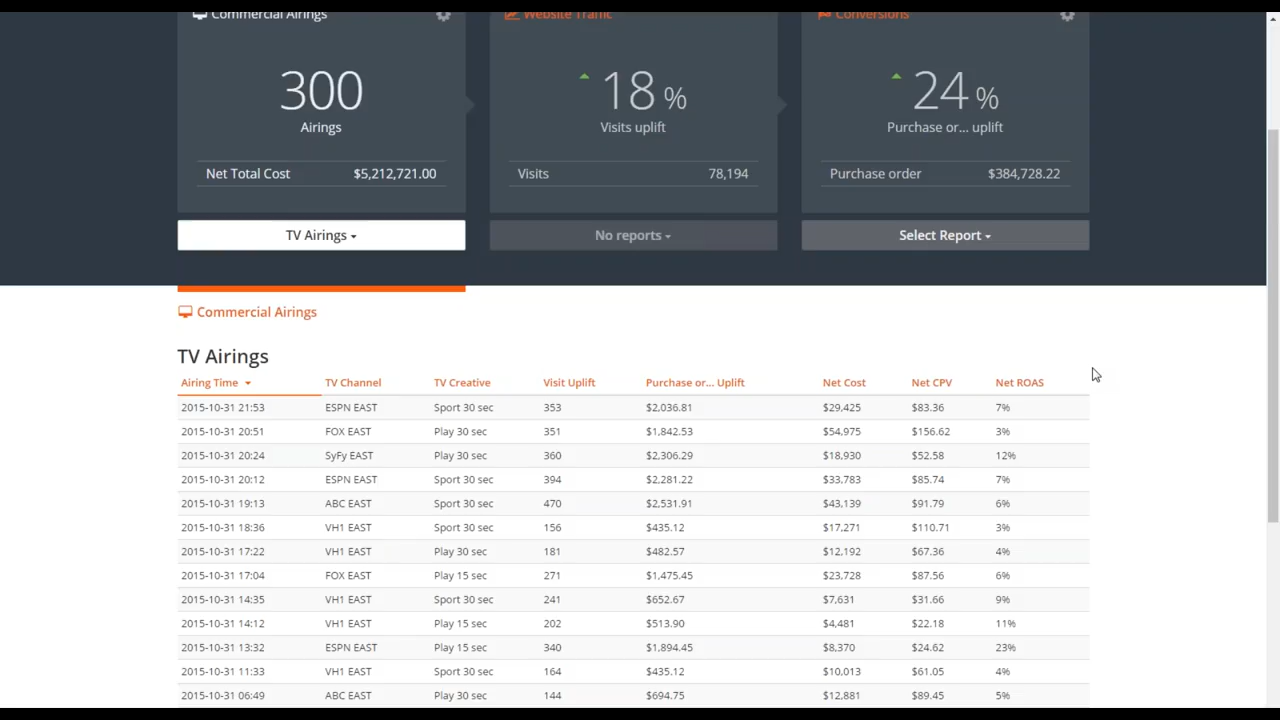 Commercial Airings
Website Traffic
Conversions
300
Airings
Net Total Cost $5,212,721.00
TV Airings
18 %
Visits uplift
Visits 78,194
No reports
24 %
Purchase or... uplift
Purchase order $384,728.22
Select Report
Commercial Airings
TV Airings
Airing Time TV Channel TV Creative Visit Uplift Purchase or... Uplift Net Cost Net CPV Net ROAS
2015-10-31 21:53 ESPN EAST Sport 30 sec 353 $2,036.81 $29,425 $83.36 7%
2015-10-31 20:51 FOX EAST Play 30 sec 351 $1,842.53 $54,975 $156.62 3%
2015-10-31 20:24 SyFy EAST Play 30 sec 360 $2,306.29 $18,930 $52.58 12%
2015-10-31 20:12 ESPN EAST Sport 30 sec 394 $2,281.22 $33,783 $85.74 7%
2015-10-31 19:13 ABC EAST Sport 30 sec 470 $2,531.91 $43,139 $91.79 6%
2015-10-31 18:36 VH1 EAST Sport 30 sec 156 $435.12 $17,271 $110.71 3%
2015-10-31 17:22 VH1 EAST Play 30 sec 181 $482.57 $12,192 $67.36 4%
2015-10-31 17:04 FOX EAST Play 15 sec 271 $1,475.45 $23,728 $87.56 6%
2015-10-31 14:35 VH1 EAST Sport 30 sec 241 $652.67 $7,631 $31.66 9%
2015-10-31 14:12 VH1 EAST Play 15 sec 202 $513.90 $4,481 $22.18 11%
2015-10-31 13:32 ESPN EAST Play 15 sec 340 $1,894.45 $8,370 $24.62 23%
2015-10-31 11:33 VH1 EAST Sport 30 sec 164 $435.12 $10,013 $61.05 4%
2015-10-31 06:49 ABC EAST Play 30 sec 144 $694.75 $12,881 $89.45 5%